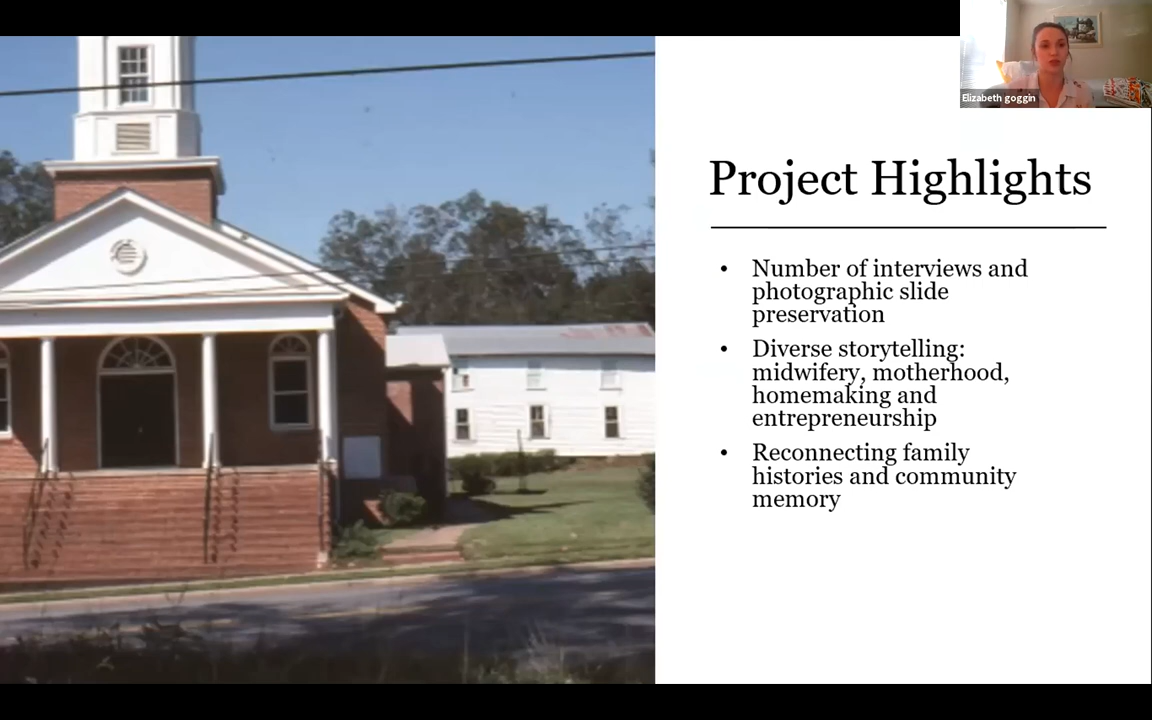 Elizabeth goggin
Project Highlights
• Number of interviews and
photographic slide
preservation
• Diverse storytelling:
midwifery, motherhood,
homemaking and
entrepreneurship
• Reconnecting family
histories and community
memory